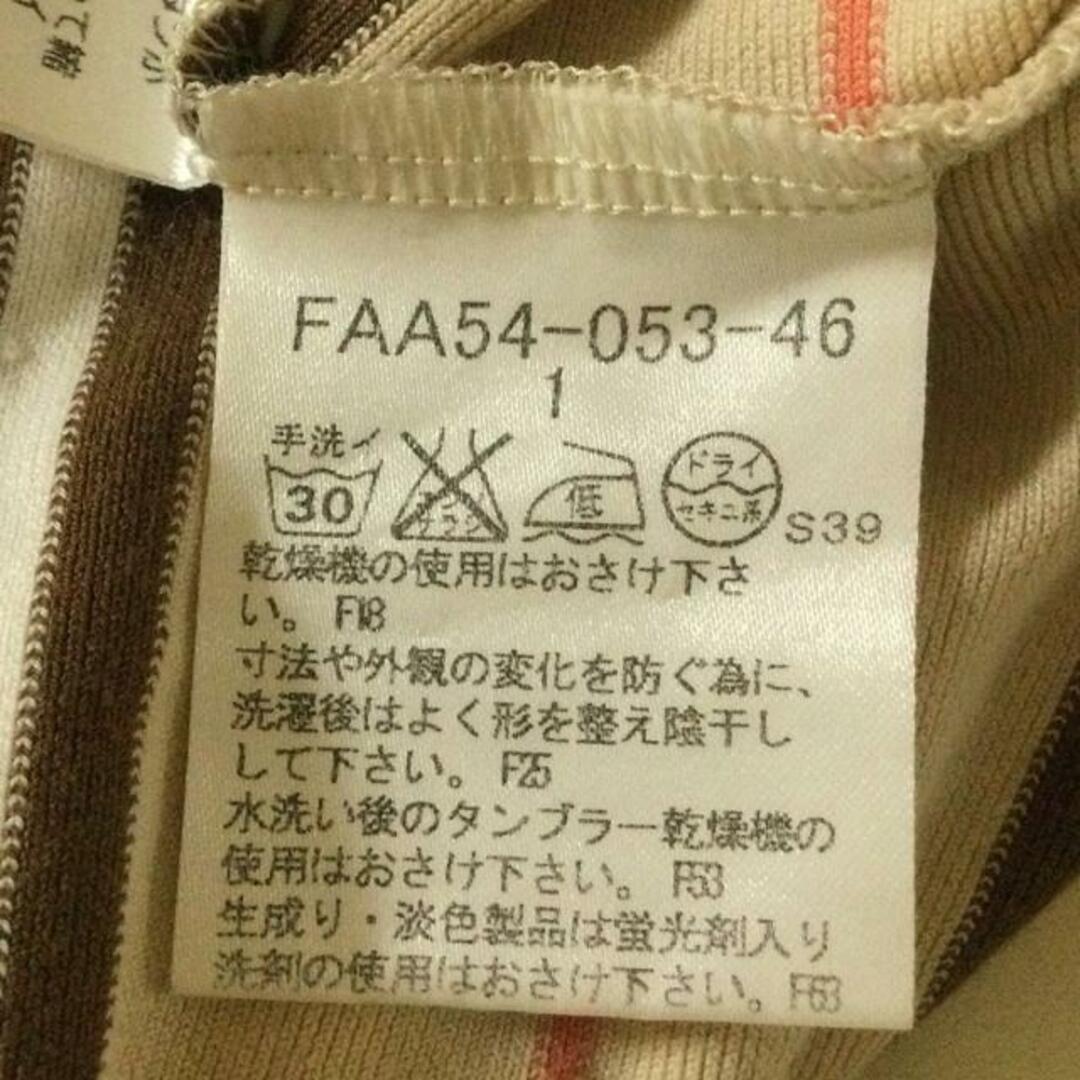 FAA54-053-46
1
手洗イ
30
低
ドライ
セキユ系
S39
乾燥機の使用はおさけ下さ
い。 F18
寸法や外観の変化を防ぐ為に、
洗濯後はよく形を整え陰干し
して下さい。 F25
水洗い後のタンブラー乾燥機の
使用はおさけ下さい。 F53
生成り・淡色製品は蛍光剤入り
洗剤の使用はおさけ下さい。 F63